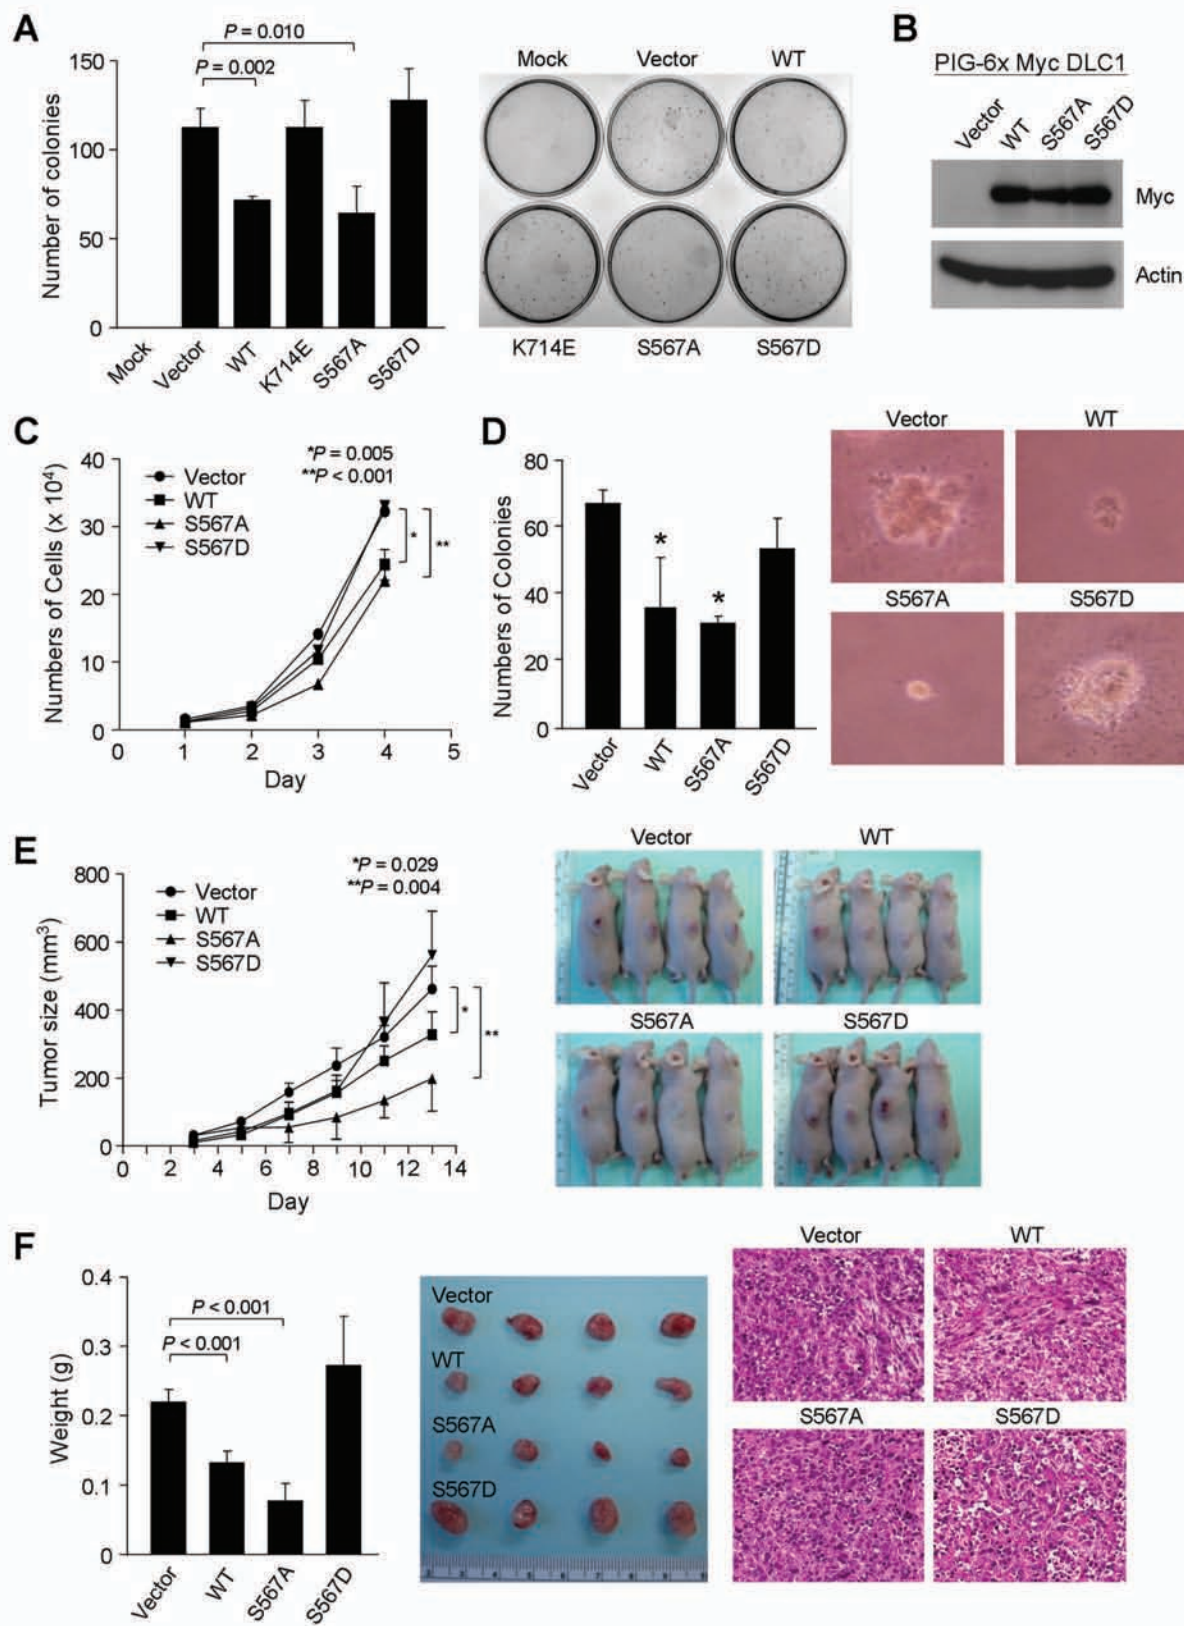 A
P = 0.010
P = 0.002
150
100
50
0
Number of colonies
Mock
Vector
WT
K714E
S567A
S567D
Mock Vector WT
K714E S567A S567D
B
PIG-6x Myc DLC1
Vector
WT
S567A
S567D
Myc
Actin
C
40
30
20
10
0
Numbers of Cells (x 10⁴)
Vector
WT
S567A
S567D
*P = 0.005
**P < 0.001
*
**
0 1 2 3 4 5
Day
D
80
60
40
20
0
Numbers of Colonies
*
*
Vector
WT
S567A
S567D
Vector WT
S567A S567D
E
800
600
400
200
0
Tumor size (mm³)
Vector
WT
S567A
S567D
*P = 0.029
**P = 0.004
*
**
0 2 4 6 8 10 12 14
Day
Vector WT
S567A S567D
F
0.4
0.3
0.2
0.1
0
Weight (g)
P < 0.001
P < 0.001
Vector
WT
S567A
S567D
Vector
WT
S567A
S567D
Vector WT
S567A S567D